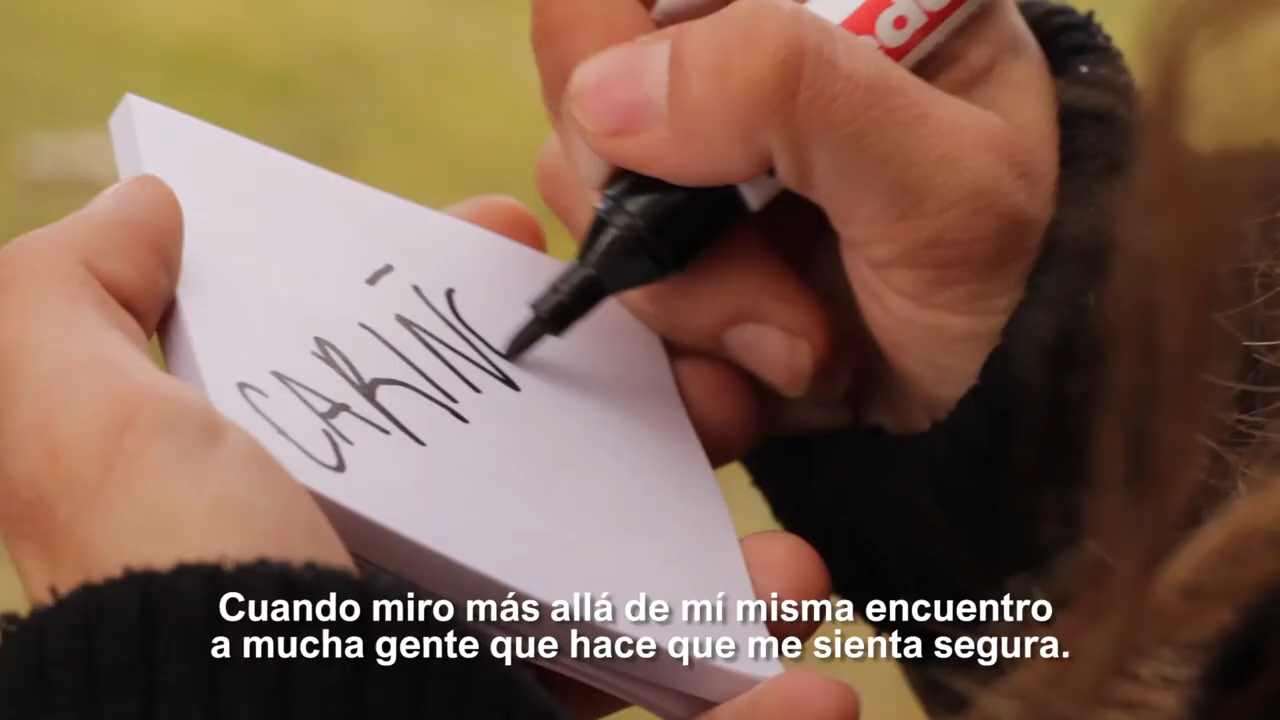 CARIÑ
Cuando miro más allá de mí misma encuentro
a mucha gente que hace que me sienta segura.